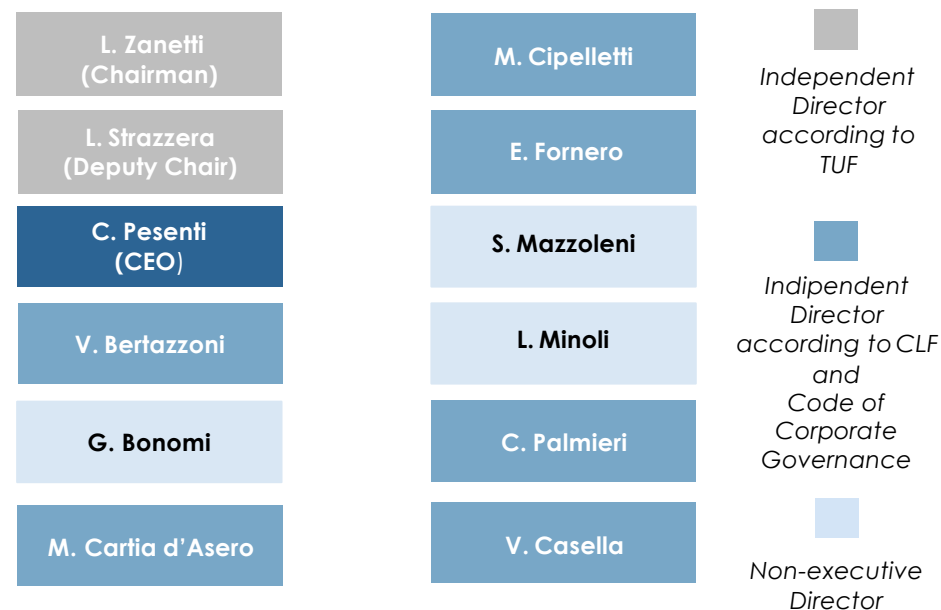 L. Zanetti
(Chairman)
L. Strazzera
(Deputy Chair)
C. Pesenti
(CEO)
V. Bertazzoni
G. Bonomi
M. Cartia d’Asero
M. Cipelletti
E. Fornero
S. Mazzoleni
L. Minoli
C. Palmieri
V. Casella
Independent
Director
according to
TUF
Indipendent
Director
according to CLF
and
Code of
Corporate
Governance
Non-executive
Director